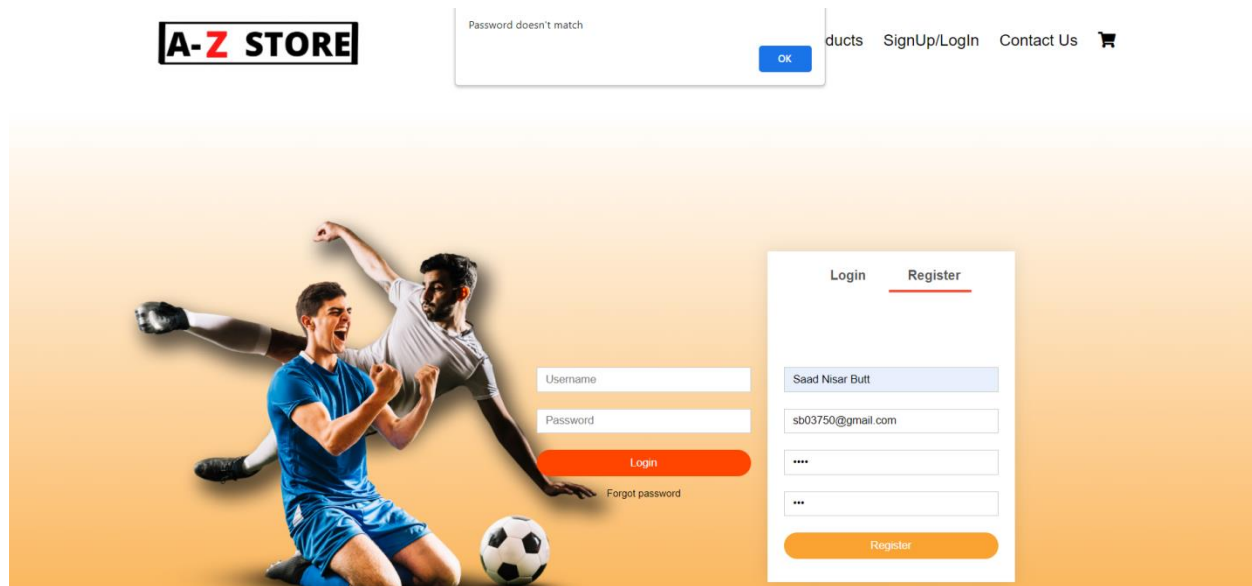 A-Z STORE
Password doesn't match
OK
ducts SignUp/LogIn Contact Us
Login Register
Username
Password
Login
Forgot password
Saad Nisar Butt
sb03750@gmail.com
••••
•••
Register